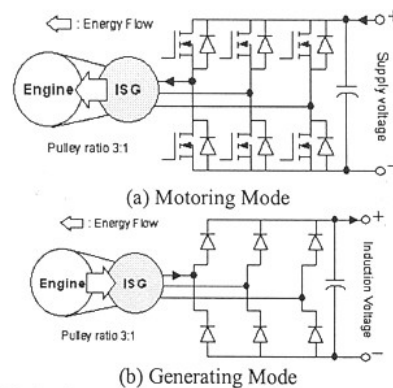 : Energy Flow
Engine
ISG
Pulley ratio 3:1
+
Supply voltage
−
(a) Motoring Mode
: Energy Flow
Engine
ISG
Pulley ratio 3:1
+
Induction Voltage
−
(b) Generating Mode